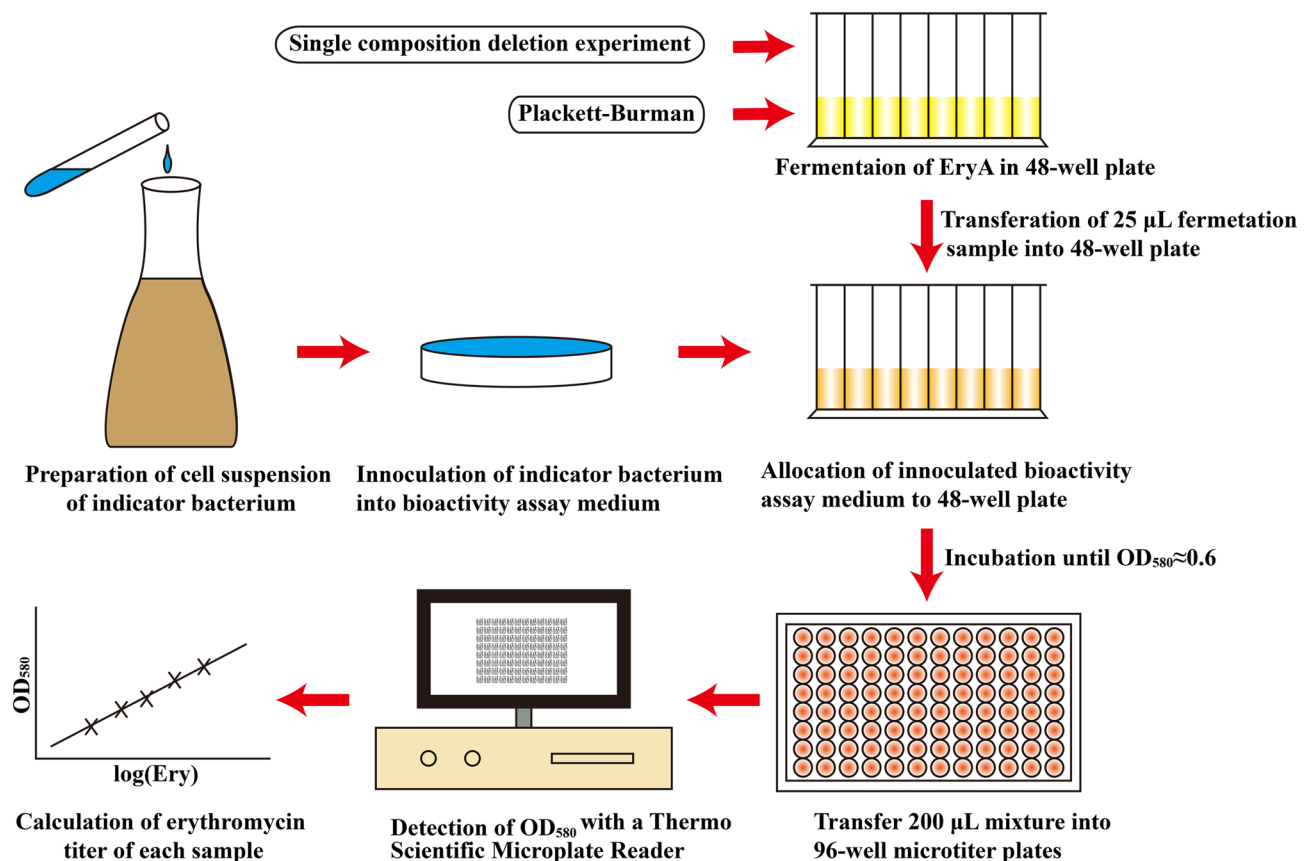 Single composition deletion experiment
Plackett-Burman
Fermentaion of EryA in 48-well plate
Transferation of 25 μL fermetation
sample into 48-well plate
Preparation of cell suspension
of indicator bacterium
Innoculation of indicator bacterium
into bioactivity assay medium
Allocation of innoculated bioactivity
assay medium to 48-well plate
Incubation until OD₅₈₀≈0.6
OD₅₈₀
log(Ery)
Calculation of erythromycin
titer of each sample
Detection of OD₅₈₀ with a Thermo
Scientific Microplate Reader
Transfer 200 μL mixture into
96-well microtiter plates